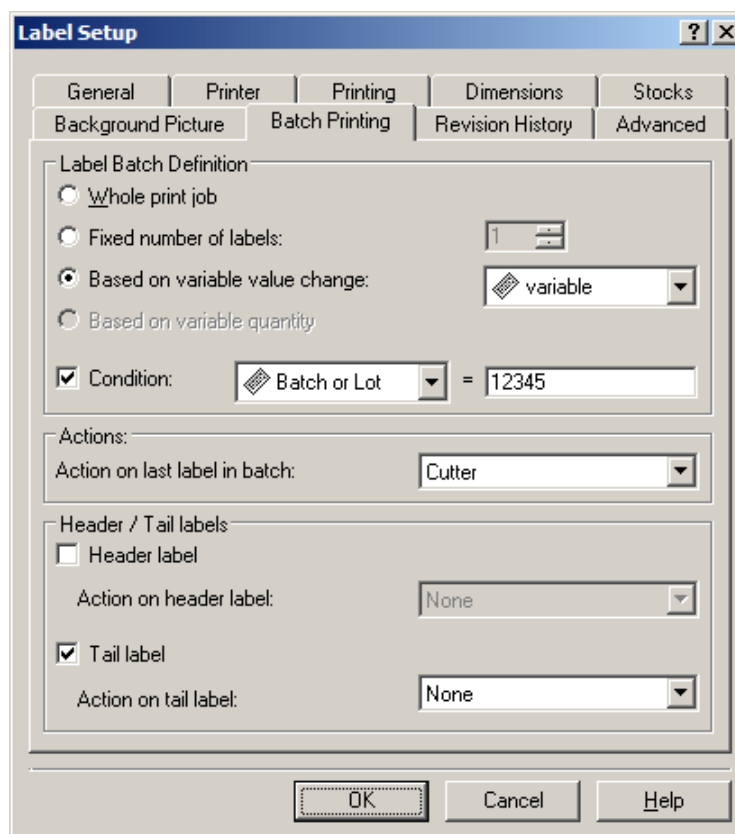 Label Setup
General Printer Printing Dimensions Stocks
Background Picture Batch Printing Revision History Advanced
Label Batch Definition
Whole print job
Fixed number of labels: 1
Based on variable value change: variable
Based on variable quantity
Condition: Batch or Lot = 12345
Actions:
Action on last label in batch: Cutter
Header / Tail labels
Header label
Action on header label: None
Tail label
Action on tail label: None
OK Cancel Help